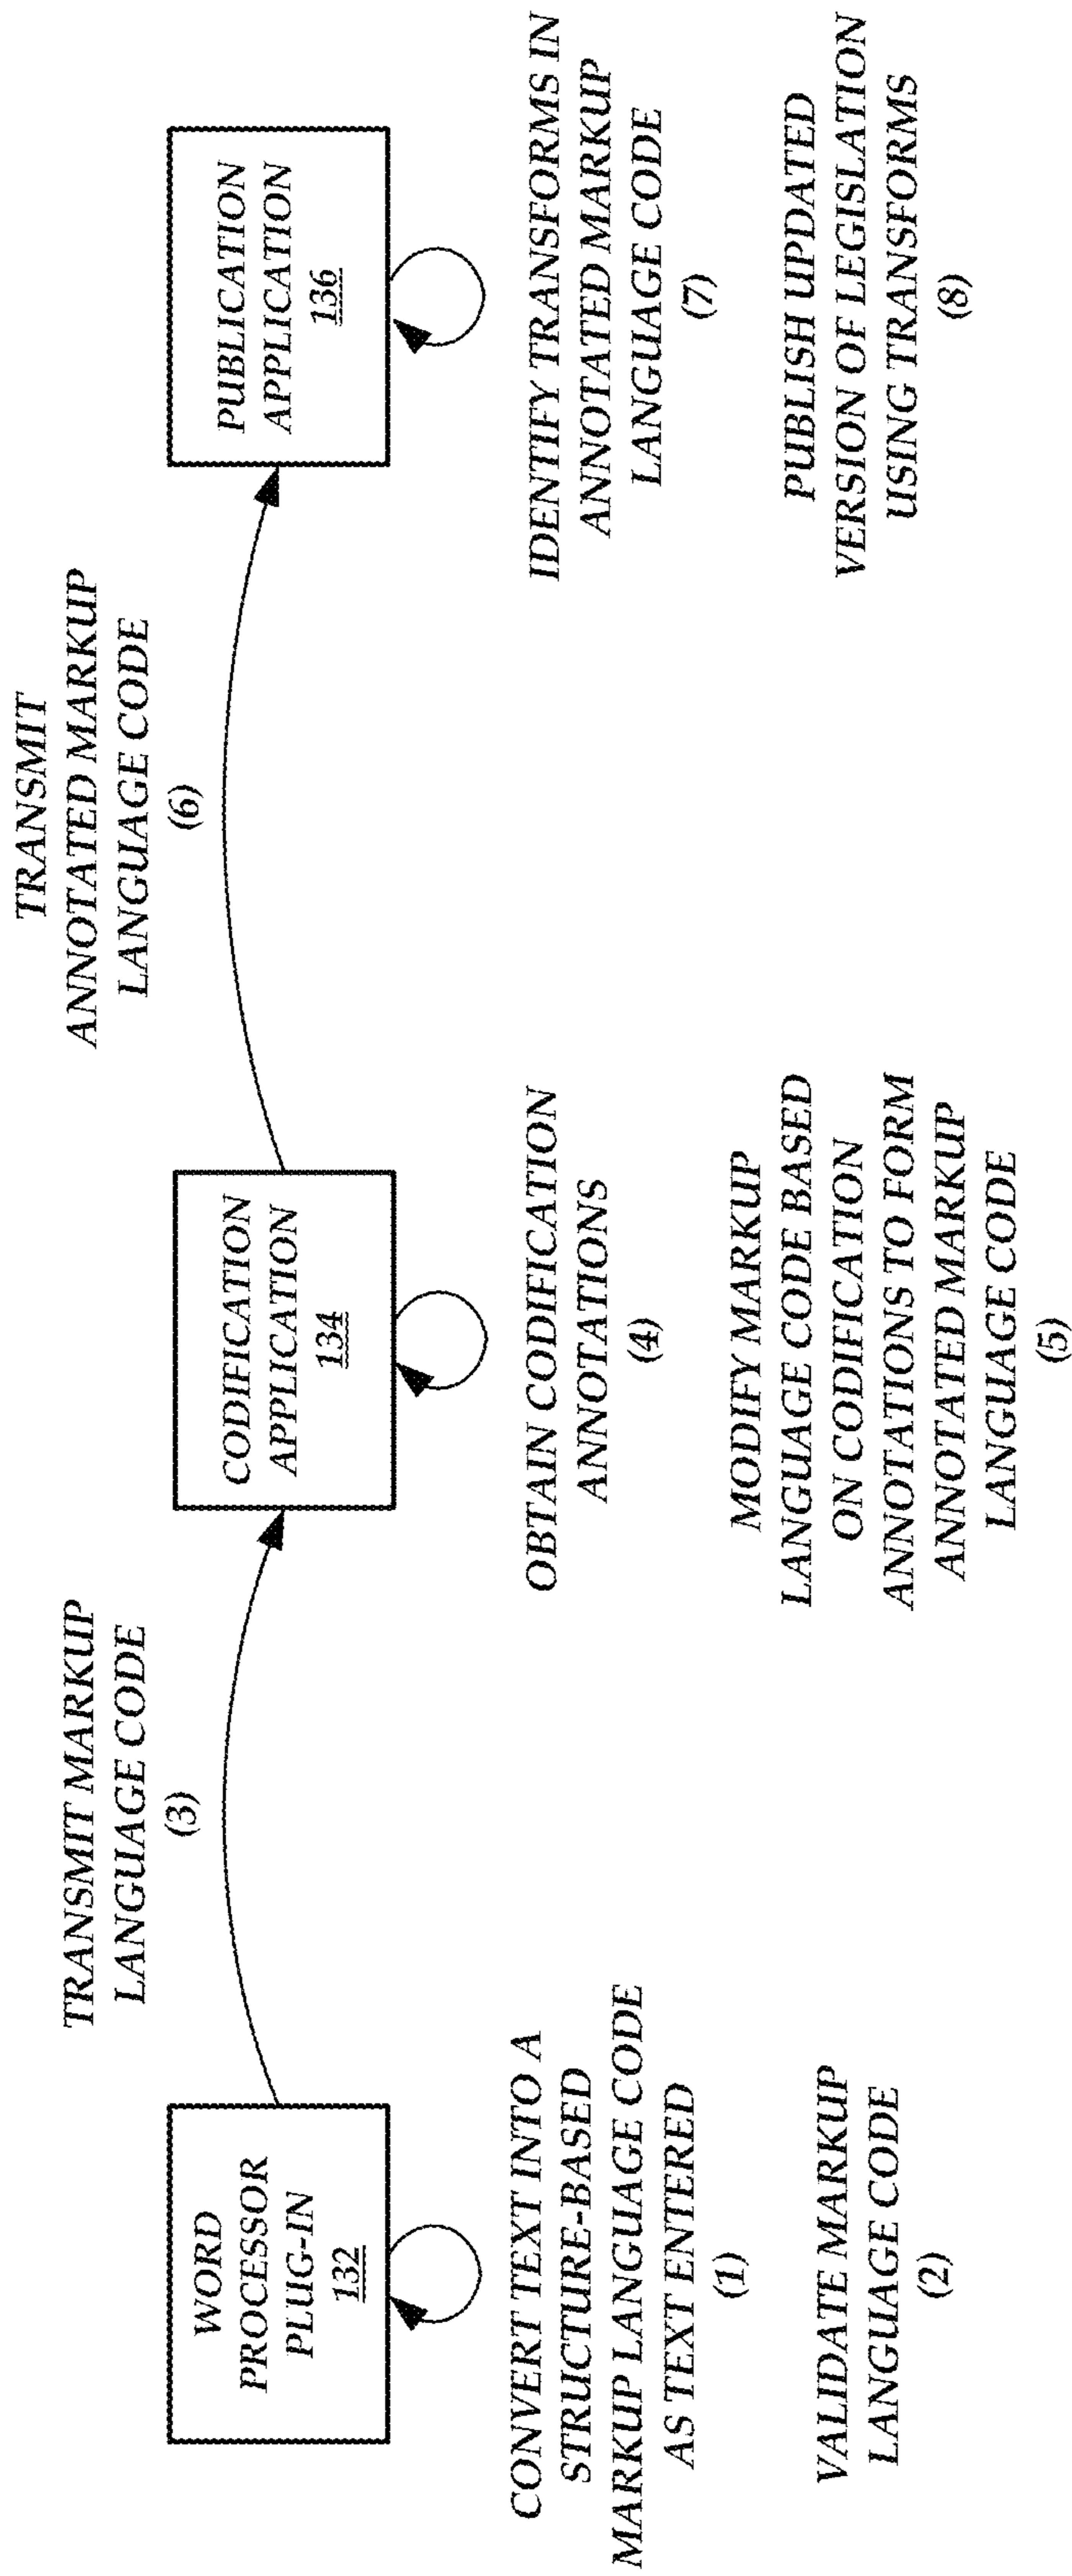 WORD
PROCESSOR
PLUG-IN
132
CONVERT TEXT INTO A
STRUCTURE-BASED
MARKUP LANGUAGE CODE
AS TEXT ENTERED
(1)
VALIDATE MARKUP
LANGUAGE CODE
(2)
TRANSMIT MARKUP
LANGUAGE CODE
(3)
CODIFICATION
APPLICATION
134
OBTAIN CODIFICATION
ANNOTATIONS
(4)
MODIFY MARKUP
LANGUAGE CODE BASED
ON CODIFICATION
ANNOTATIONS TO FORM
ANNOTATED MARKUP
LANGUAGE CODE
(5)
TRANSMIT
ANNOTATED MARKUP
LANGUAGE CODE
(6)
PUBLICATION
APPLICATION
136
IDENTIFY TRANSFORMS IN
ANNOTATED MARKUP
LANGUAGE CODE
(7)
PUBLISH UPDATED
VERSION OF LEGISLATION
USING TRANSFORMS
(8)